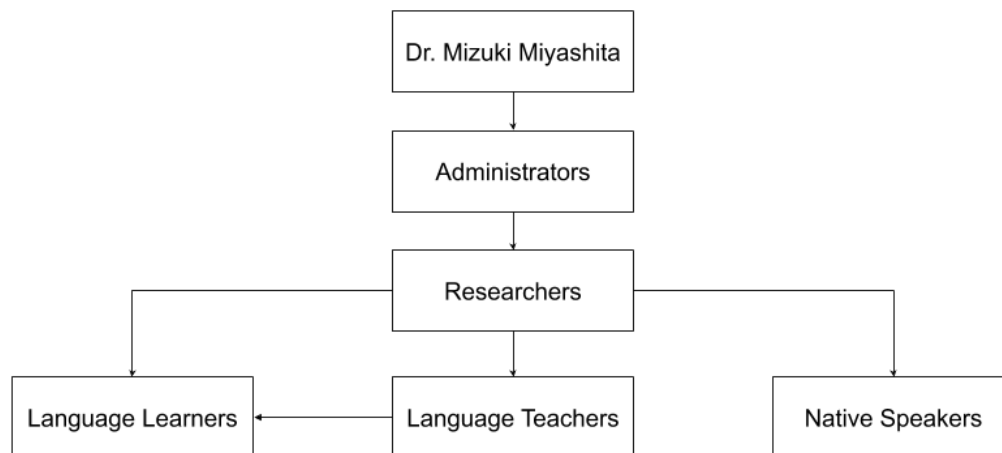 Dr. Mizuki Miyashita
Administrators
Researchers
Language Learners
Language Teachers
Native Speakers